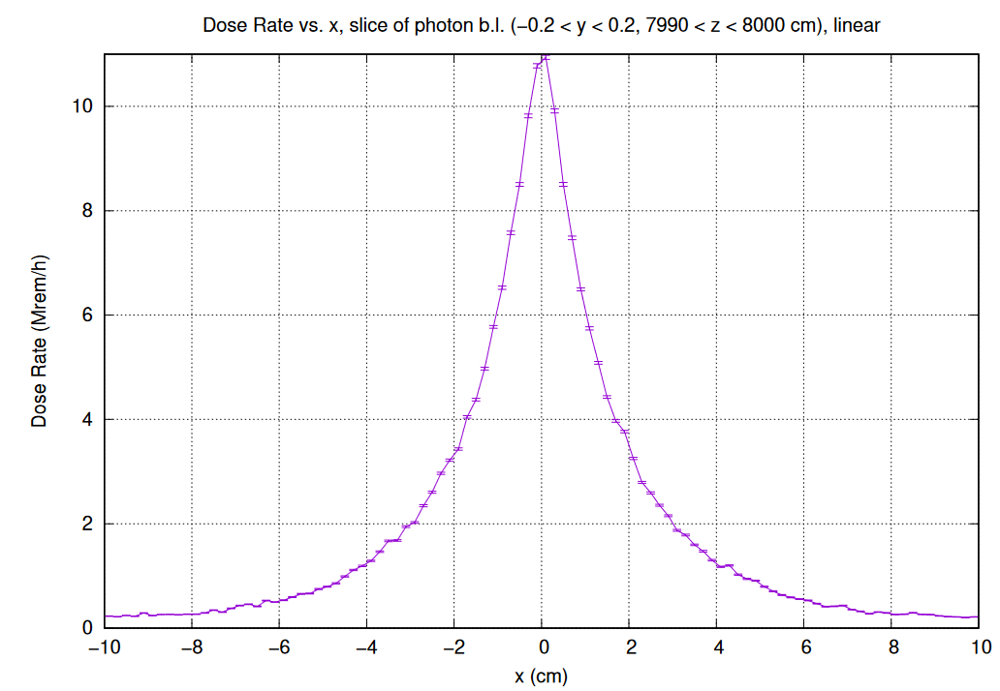 Dose Rate vs. x, slice of photon b.l. (−0.2 < y < 0.2, 7990 < z < 8000 cm), linear
10
8
6
4
2
0
Dose Rate (Mrem/h)
−10 −8 −6 −4 −2 0 2 4 6 8 10
x (cm)